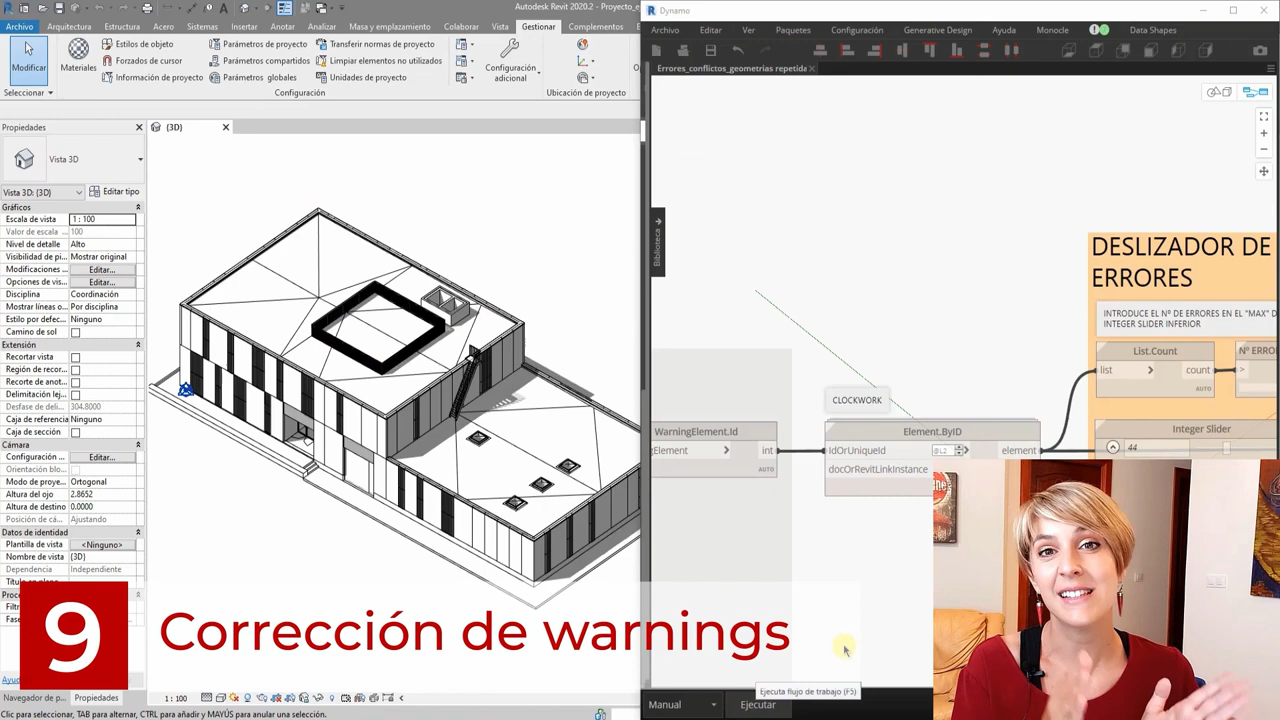 Autodesk Revit 2020.2 - Proyecto_e
Archivo Arquitectura Estructura Acero Sistemas Insertar Anotar Analizar Masa y emplazamiento Colaborar Vista Gestionar Complementos
Modificar
Materiales
Estilos de objeto
Forzados de cursor
Información de proyecto
Parámetros de proyecto
Parámetros compartidos
Parámetros globales
Transferir normas de proyecto
Limpiar elementos no utilizados
Unidades de proyecto
Configuración
adicional
Seleccionar
Configuración
Ubicación de proyecto
Propiedades
{3D}
Vista 3D
Vista 3D: {3D}
Editar tipo
Gráficos
Escala de vista 1 : 100
Valor de escala 100
Nivel de detalle Alto
Visibilidad de pi Mostrar original
Modificaciones Editar...
Opciones de vis Editar...
Disciplina Coordinación
Mostrar líneas o Por disciplina
Estilo por defec Ninguno
Camino de sol
Extensión
Recortar vista
Región de recor
Recorte de anot
Delimitación lej
Desfase de deli 304.8000
Caja de referencia Ninguno
Caja de sección
Cámara
Configuración ... Editar...
Orientación blo
Modo de proye Ortogonal
Altura del ojo 2.8652
Altura de destino 0.0000
Posición de cá Ajustando
Datos de identidad
Plantilla de vista <Ninguno>
Nombre de vista {3D}
Dependencia Independiente
Navegador de Propiedades
1 : 100
Clic para seleccionar, TAB para alternar, CTRL para añadir y MAYÚS para anular una selección.
Dynamo
Archivo Editar Ver Paquetes Configuración Generative Design Ayuda Monocle Data Shapes
Errores_conflictos_geometrias repetida
Biblioteca
DESLIZADOR DE
ERRORES
INTRODUCE EL Nº DE ERRORES EN EL "MAX" D
INTEGER SLIDER INFERIOR
List.Count
Nº ERRO
list > count
>
AUTO
CLOCKWORK
WarningElement.Id
gElement > int
AUTO
Element.ByID
IdOrUniqueId @L2 element
docOrRevitLinkInstance
Integer Slider
44
Ejecuta flujo de trabajo (F5)
Manual
Ejecutar
9 Corrección de warnings